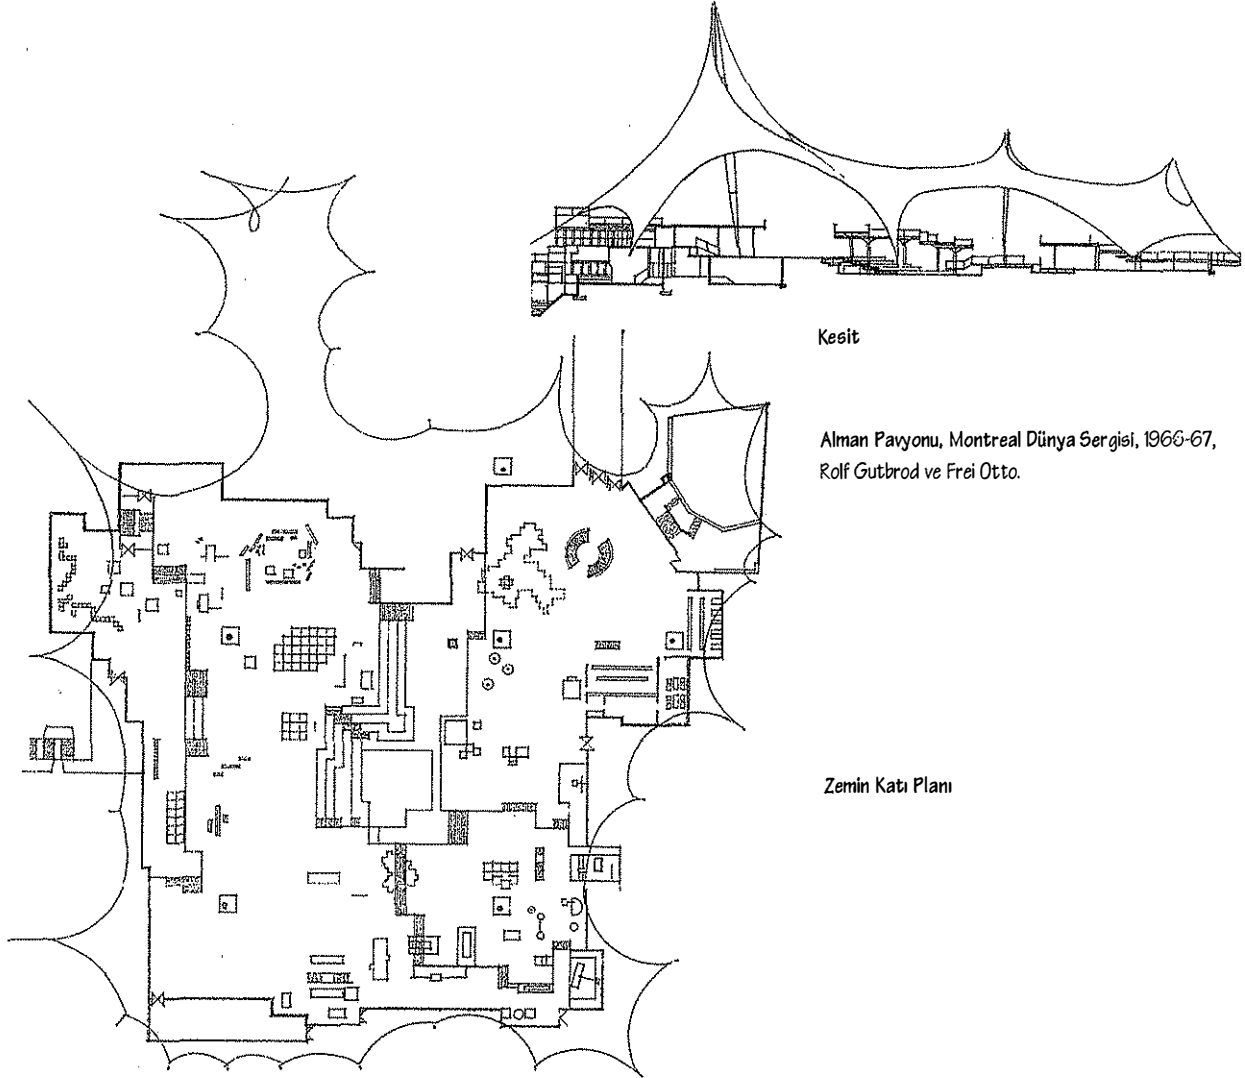 Kesit
Alman Pavyonu, Montreal Dünya Sergisi, 1966-67,
Rolf Gutbrod ve Frei Otto.
Zemin Katı Planı